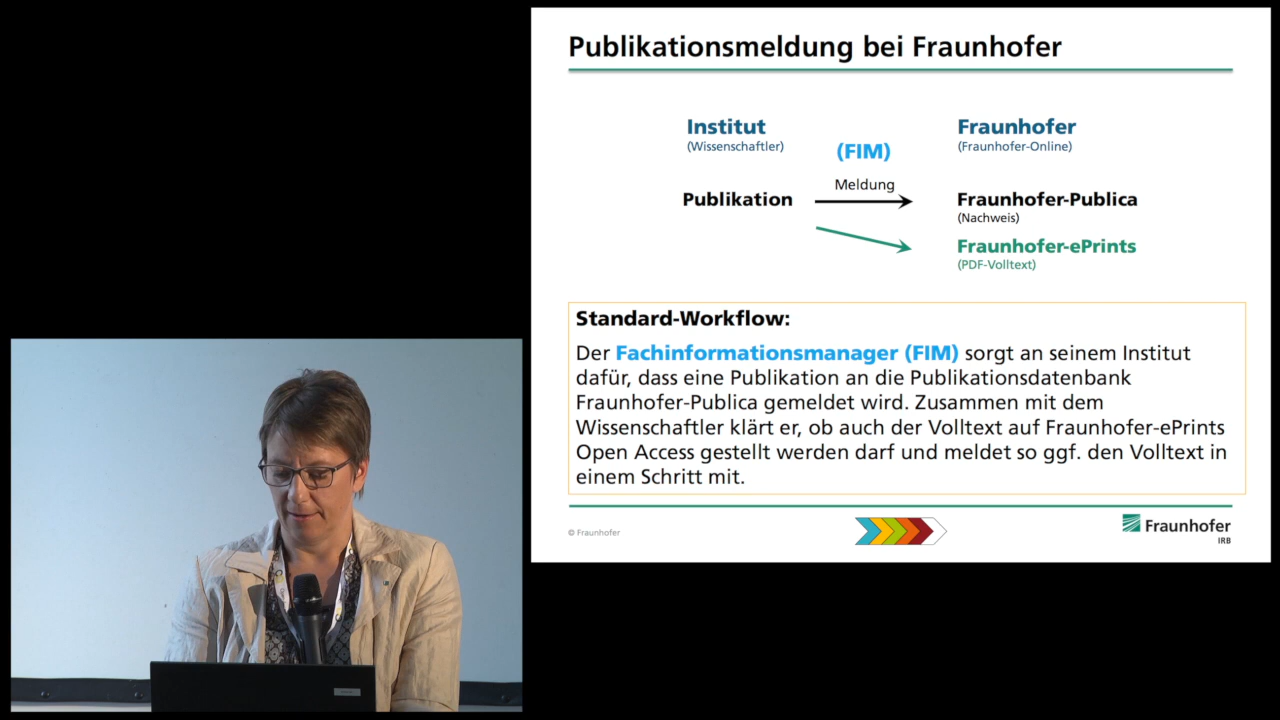 Publikationsmeldung bei Fraunhofer
Institut
(Wissenschaftler)
(FIM)
Fraunhofer
(Fraunhofer-Online)
Publikation
Meldung
Fraunhofer-Publica
(Nachweis)
Fraunhofer-ePrints
(PDF-Volltext)
Standard-Workflow:
Der Fachinformationsmanager (FIM) sorgt an seinem Institut
dafür, dass eine Publikation an die Publikationsdatenbank
Fraunhofer-Publica gemeldet wird. Zusammen mit dem
Wissenschaftler klärt er, ob auch der Volltext auf Fraunhofer-ePrints
Open Access gestellt werden darf und meldet so ggf. den Volltext in
einem Schritt mit.
© Fraunhofer
Fraunhofer
IRB